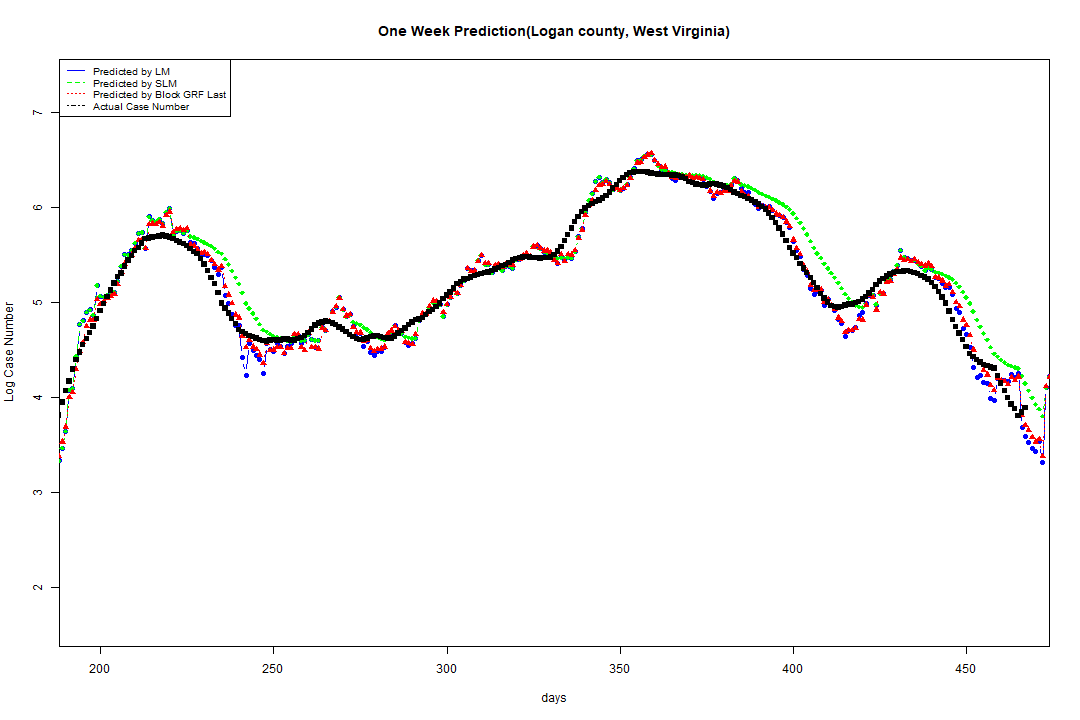 One Week Prediction(Logan county, West Virginia)
Predicted by LM
Predicted by SLM
Predicted by Block GRF Last
Actual Case Number
7
6
5
4
3
2
Log Case Number
200 250 300 350 400 450
days